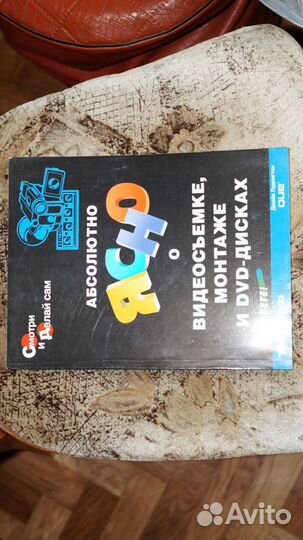 Смотри
и Делай сам
АБСОЛЮТНО
ЯСНО
О
ВИДЕОСЪЕМКЕ,
МОНТАЖЕ
И DVD-ДИСКАХ
que
Avito